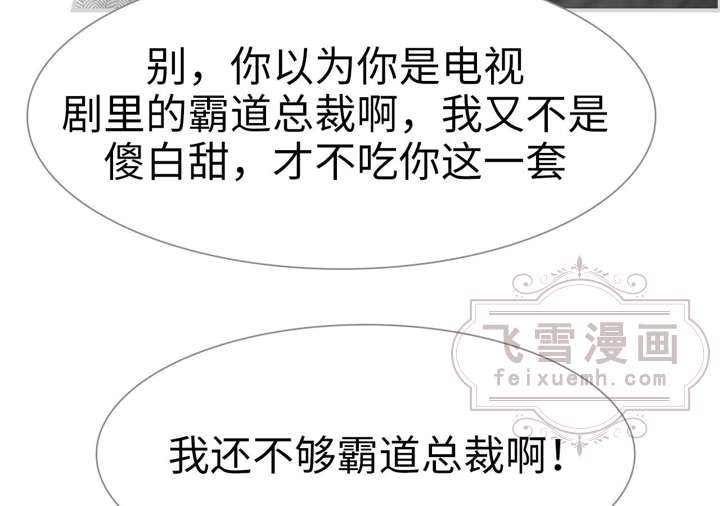 别，你以为你是电视
剧里的霸道总裁啊，我又不是
傻白甜，才不吃你这一套
飞雪漫画
feixuemh.com
我还不够霸道总裁啊！